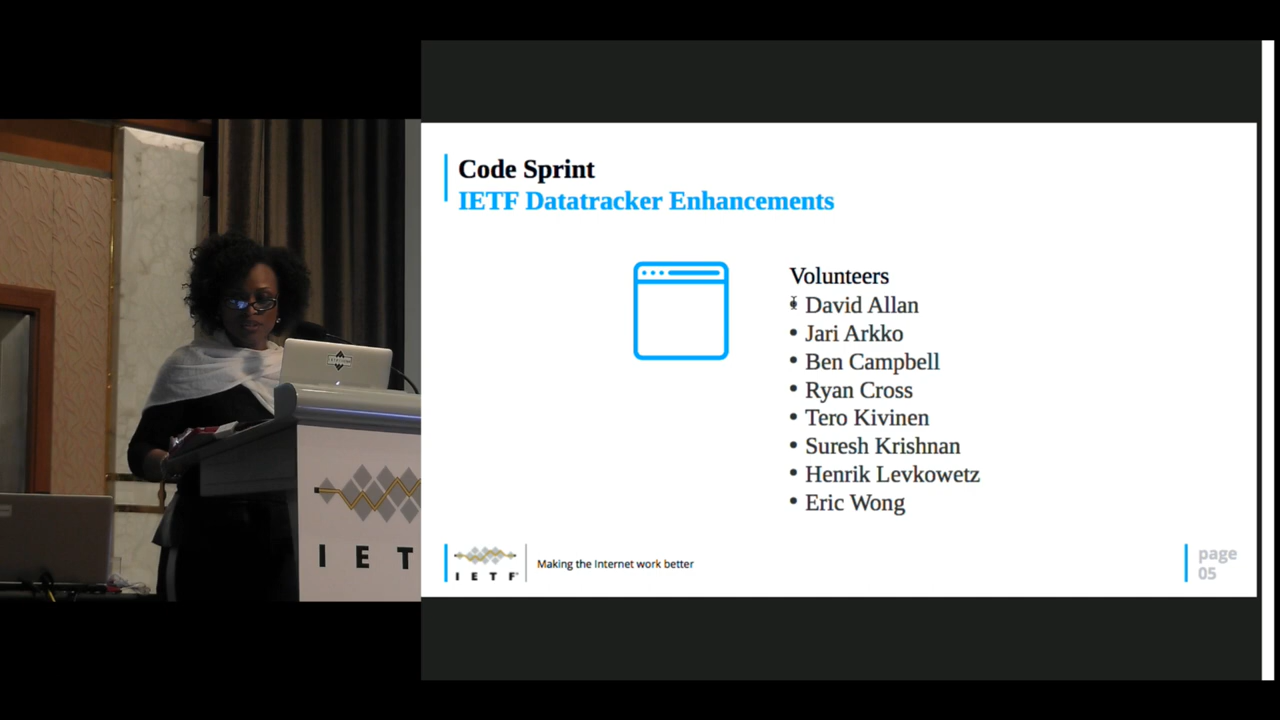 Code Sprint
IETF Datatracker Enhancements
Volunteers
• David Allan
• Jari Arkko
• Ben Campbell
• Ryan Cross
• Tero Kivinen
• Suresh Krishnan
• Henrik Levkowetz
• Eric Wong
I E T F
Making the Internet work better
page
05
I E T